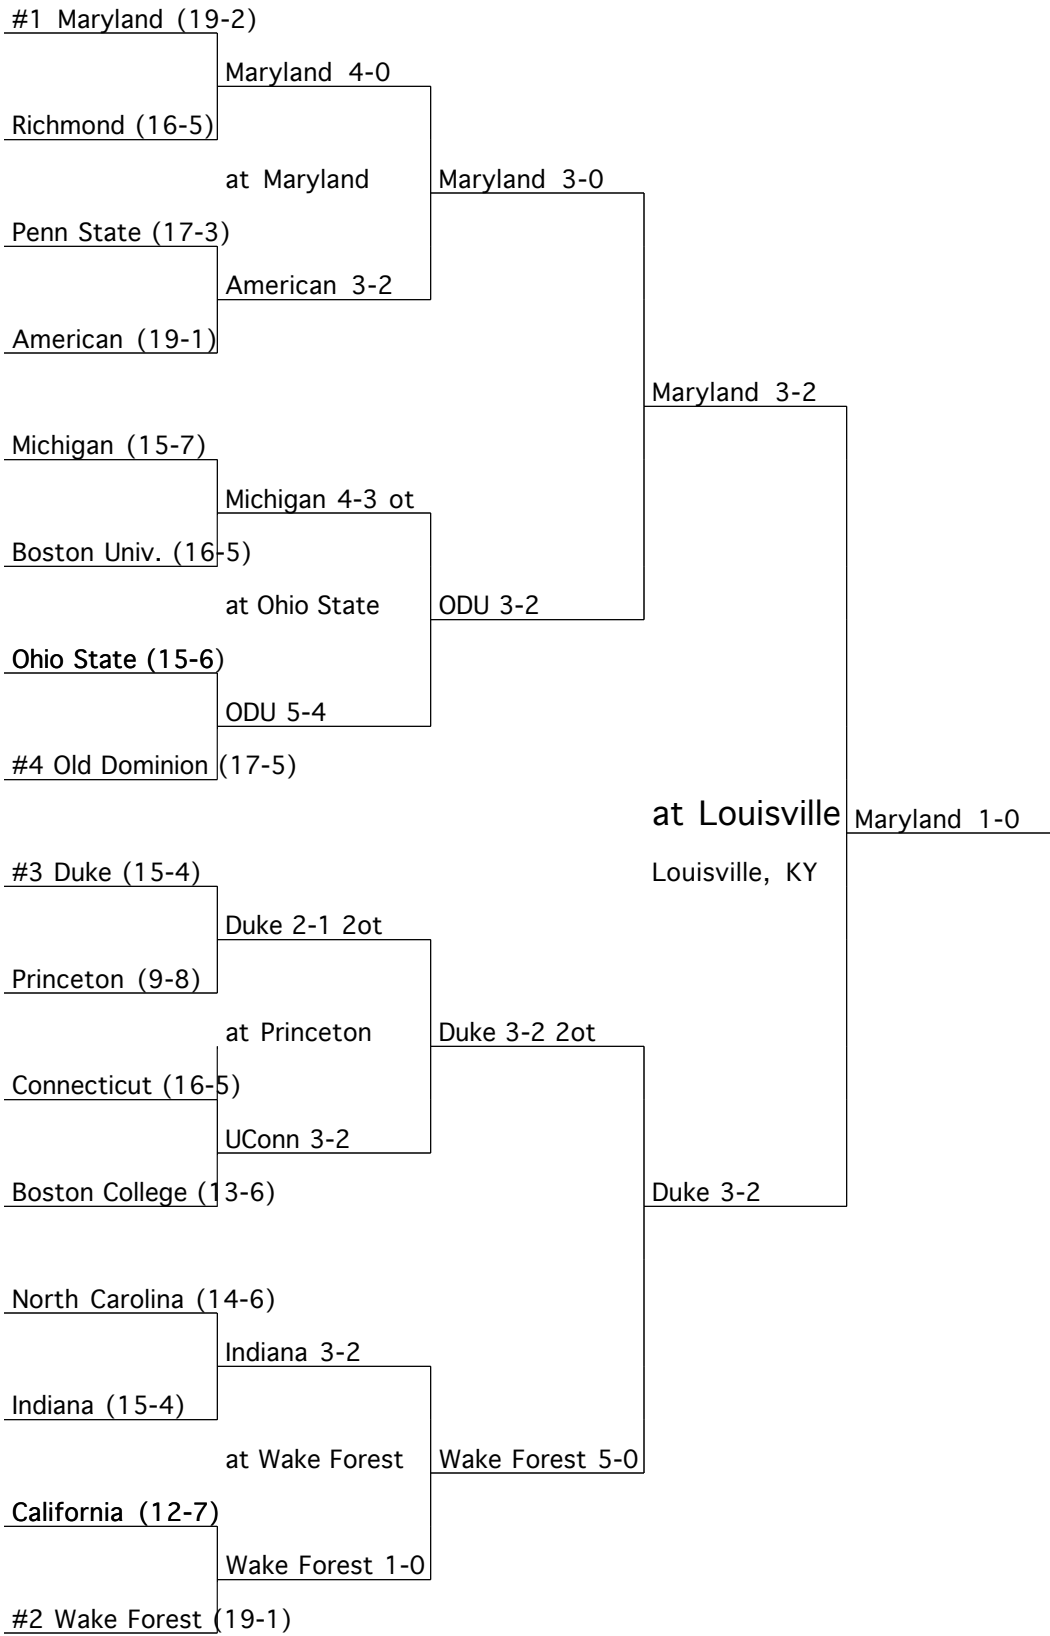 #1 Maryland (19-2)
Maryland 4-0
Richmond (16-5)
at Maryland
Maryland 3-0
Penn State (17-3)
American 3-2
American (19-1)
Maryland 3-2
Michigan (15-7)
Michigan 4-3 ot
Boston Univ. (16-5)
at Ohio State
ODU 3-2
Ohio State (15-6)
ODU 5-4
#4 Old Dominion (17-5)
at Louisville
Maryland 1-0
Louisville, KY
#3 Duke (15-4)
Duke 2-1 2ot
Princeton (9-8)
at Princeton
Duke 3-2 2ot
Connecticut (16-5)
UConn 3-2
Boston College (13-6)
Duke 3-2
North Carolina (14-6)
Indiana 3-2
Indiana (15-4)
at Wake Forest
Wake Forest 5-0
California (12-7)
Wake Forest 1-0
#2 Wake Forest (19-1)